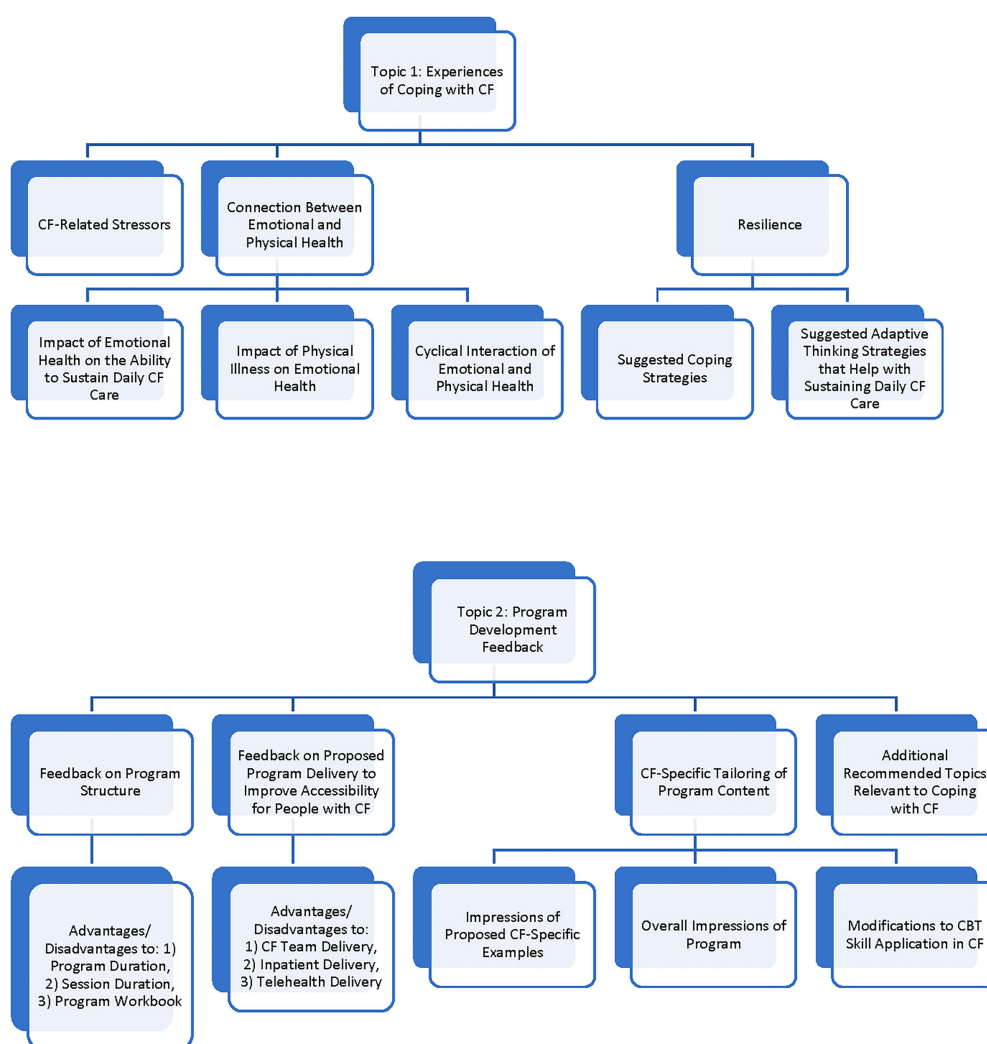 Topic 1: Experiences
of Coping with CF
CF-Related Stressors
Connection Between
Emotional and
Physical Health
Resilience
Impact of Emotional
Health on the Ability
to Sustain Daily CF
Care
Impact of Physical
Illness on Emotional
Health
Cyclical Interaction of
Emotional and
Physical Health
Suggested Coping
Strategies
Suggested Adaptive
Thinking Strategies
that Help with
Sustaining Daily CF
Care
Topic 2: Program
Development
Feedback
Feedback on Program
Structure
Feedback on Proposed
Program Delivery to
Improve Accessibility
for People with CF
CF-Specific Tailoring of
Program Content
Additional
Recommended Topics
Relevant to Coping
with CF
Advantages/
Disadvantages to: 1)
Program Duration,
2) Session Duration,
3) Program Workbook
Advantages/
Disadvantages to:
1) CF Team Delivery,
2) Inpatient Delivery,
3) Telehealth Delivery
Impressions of
Proposed CF-Specific
Examples
Overall Impressions of
Program
Modifications to CBT
Skill Application in CF